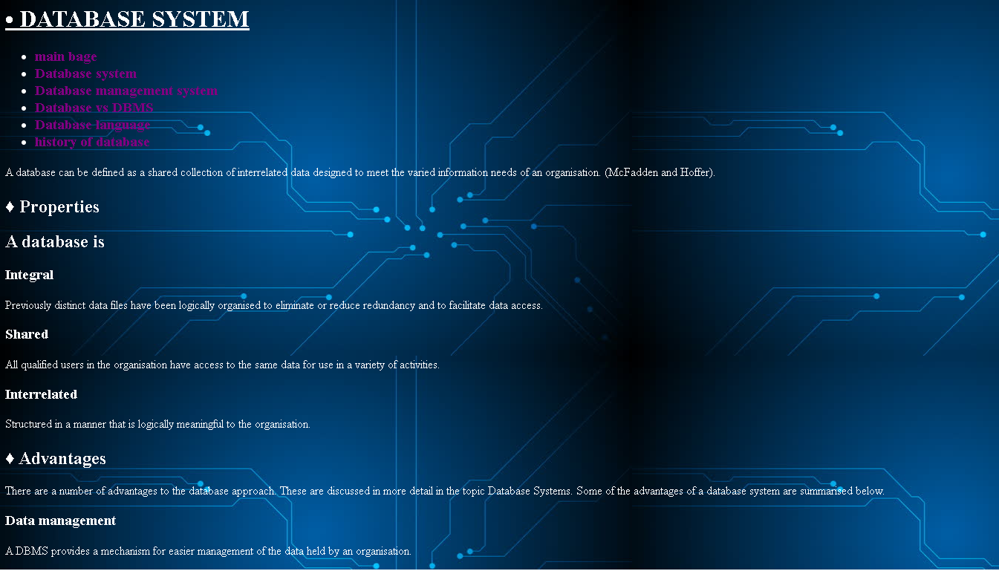 • DATABASE SYSTEM
• main bage
• Database system
• Database management system
• Database vs DBMS
• Database language
• history of database
A database can be defined as a shared collection of interrelated data designed to meet the varied information needs of an organisation. (McFadden and Hoffer).
♦ Properties
A database is
Integral
Previously distinct data files have been logically organised to eliminate or reduce redundancy and to facilitate data access.
Shared
All qualified users in the organisation have access to the same data for use in a variety of activities.
Interrelated
Structured in a manner that is logically meaningful to the organisation.
♦ Advantages
There are a number of advantages to the database approach. These are discussed in more detail in the topic Database Systems. Some of the advantages of a database system are summarised below.
Data management
A DBMS provides a mechanism for easier management of the data held by an organisation.